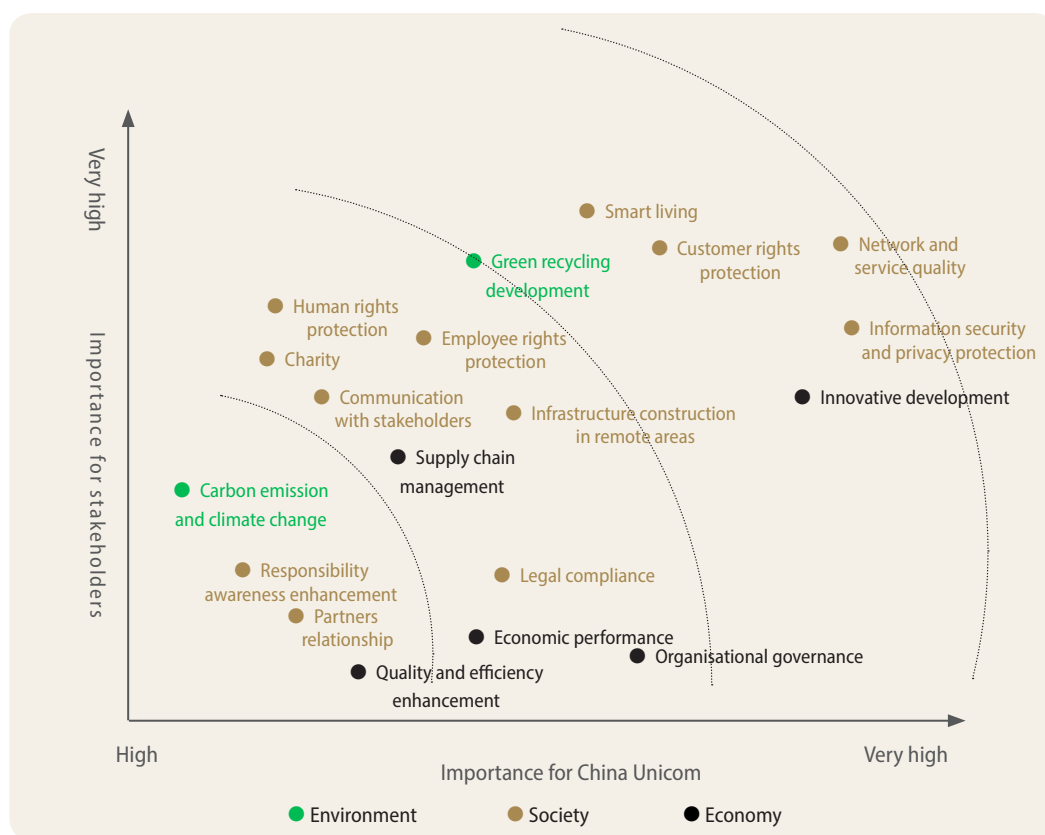 Very high
Importance for stakeholders
Smart living
Customer rights
protection
Network and
service quality
Green recycling
development
Human rights
protection
Employee rights
protection
Information security
and privacy protection
Charity
Communication
with stakeholders
Infrastructure construction
in remote areas
Innovative development
Supply chain
management
Carbon emission
and climate change
Responsibility
awareness enhancement
Legal compliance
Partners
relationship
Economic performance
Organisational governance
Quality and efficiency
enhancement
High
Very high
Importance for China Unicom
Environment
Society
Economy